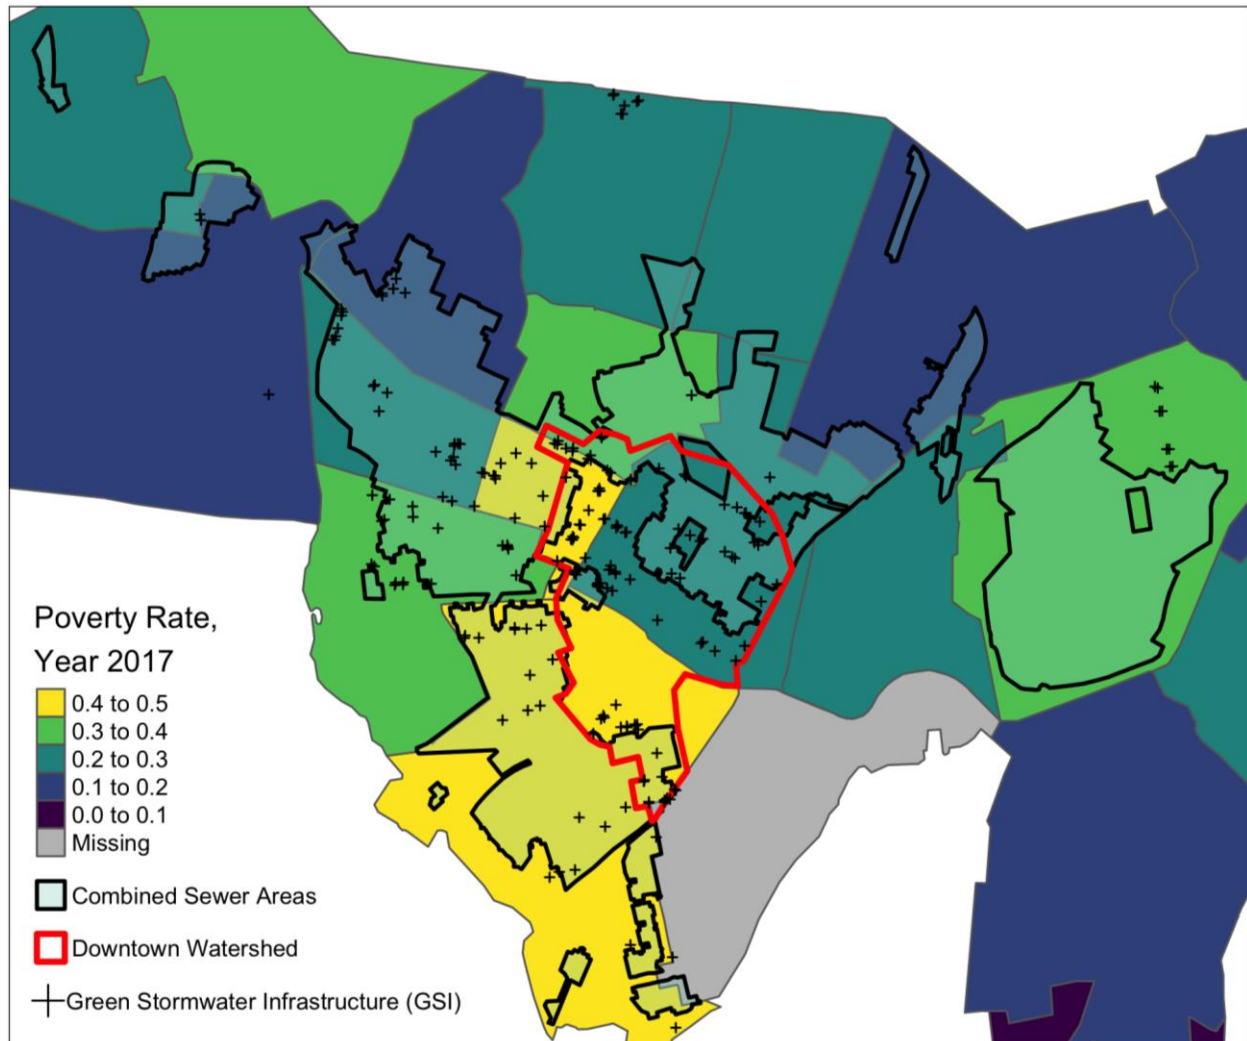 Poverty Rate,
Year 2017
0.4 to 0.5
0.3 to 0.4
0.2 to 0.3
0.1 to 0.2
0.0 to 0.1
Missing
Combined Sewer Areas
Downtown Watershed
Green Stormwater Infrastructure (GSI)